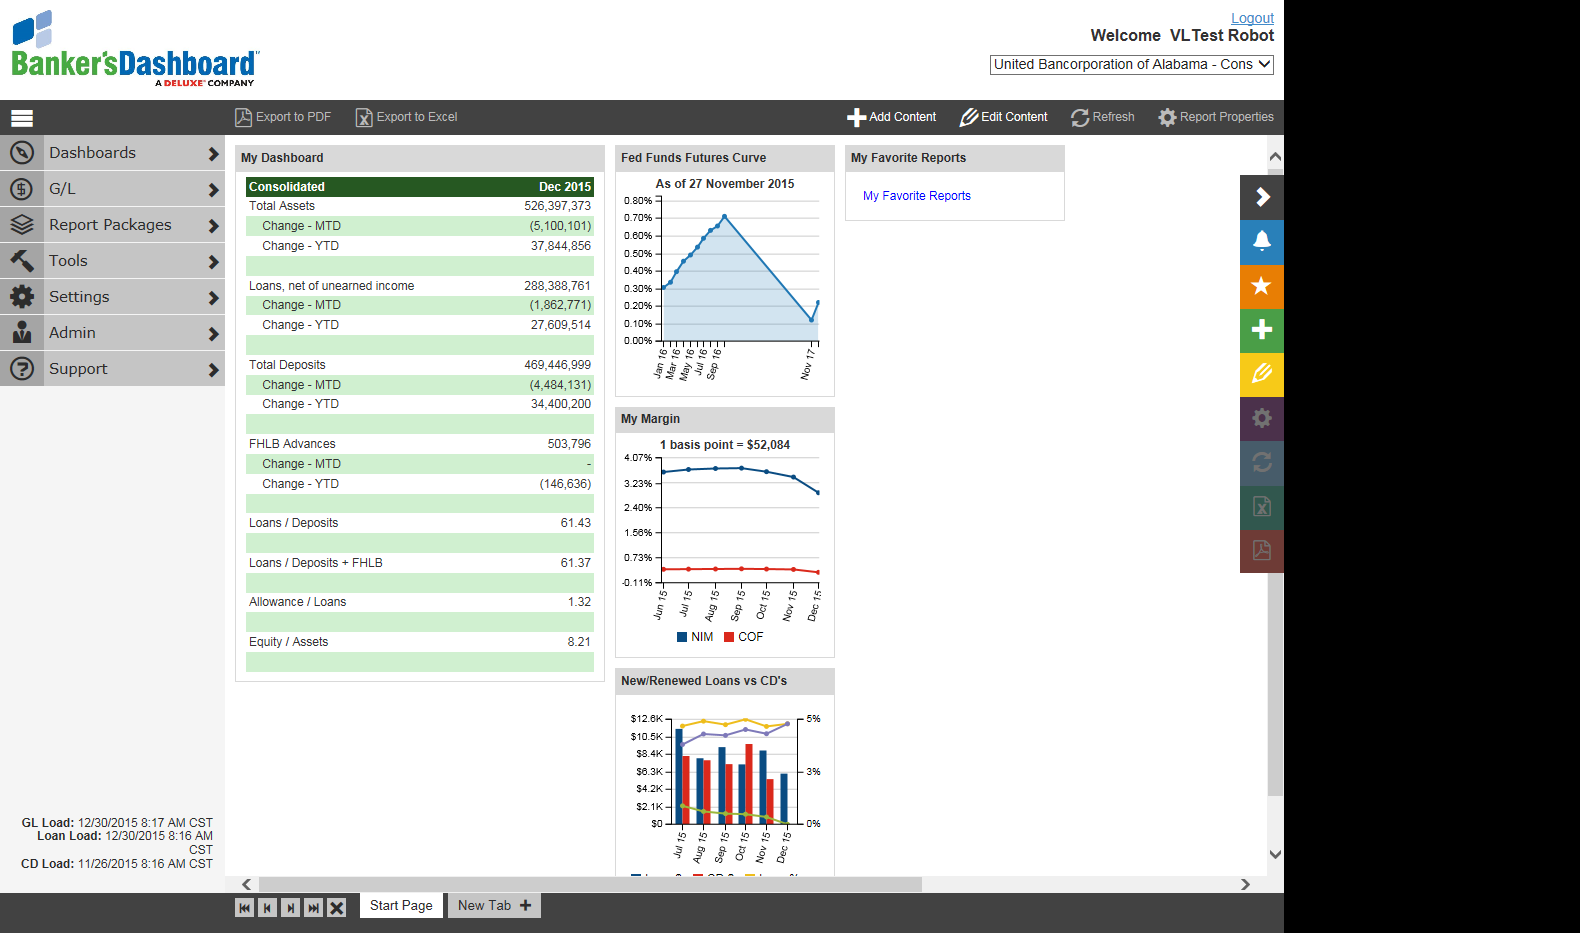 Logout
Welcome VLTest Robot
United Bancorporation of Alabama - Cons
Banker'sDashboard
A DELUXE COMPANY
Export to PDF
Export to Excel
Add Content
Edit Content
Refresh
Report Properties
Dashboards
G/L
Report Packages
Tools
Settings
Admin
Support
GL Load: 12/30/2015 8:17 AM CST
Loan Load: 12/30/2015 8:16 AM
CST
CD Load: 11/26/2015 8:16 AM CST
My Dashboard
Consolidated Dec 2015
Total Assets 526,397,373
Change - MTD (5,100,101)
Change - YTD 37,844,856
Loans, net of unearned income 288,388,761
Change - MTD (1,862,771)
Change - YTD 27,609,514
Total Deposits 469,446,999
Change - MTD (4,484,131)
Change - YTD 34,400,200
FHLB Advances 503,796
Change - MTD -
Change - YTD (146,636)
Loans / Deposits 61.43
Loans / Deposits + FHLB 61.37
Allowance / Loans 1.32
Equity / Assets 8.21
Fed Funds Futures Curve
As of 27 November 2015
0.80%
0.70%
0.60%
0.50%
0.40%
0.30%
0.20%
0.10%
0.00%
Jan 16 Mar 16 May 16 Jul 16 Sep 16 Nov 17
My Margin
1 basis point = $52,084
4.07%
3.23%
2.40%
1.56%
0.73%
-0.11%
Jun 15 Jul 15 Aug 15 Sep 15 Oct 15 Nov 15 Dec 15
NIM COF
New/Renewed Loans vs CD's
$12.6K 5%
$10.5K
$8.4K
$6.3K 3%
$4.2K
$2.1K
$0 0%
Jul 15 Aug 15 Sep 15 Oct 15 Nov 15 Dec 15
My Favorite Reports
My Favorite Reports
Start Page
New Tab